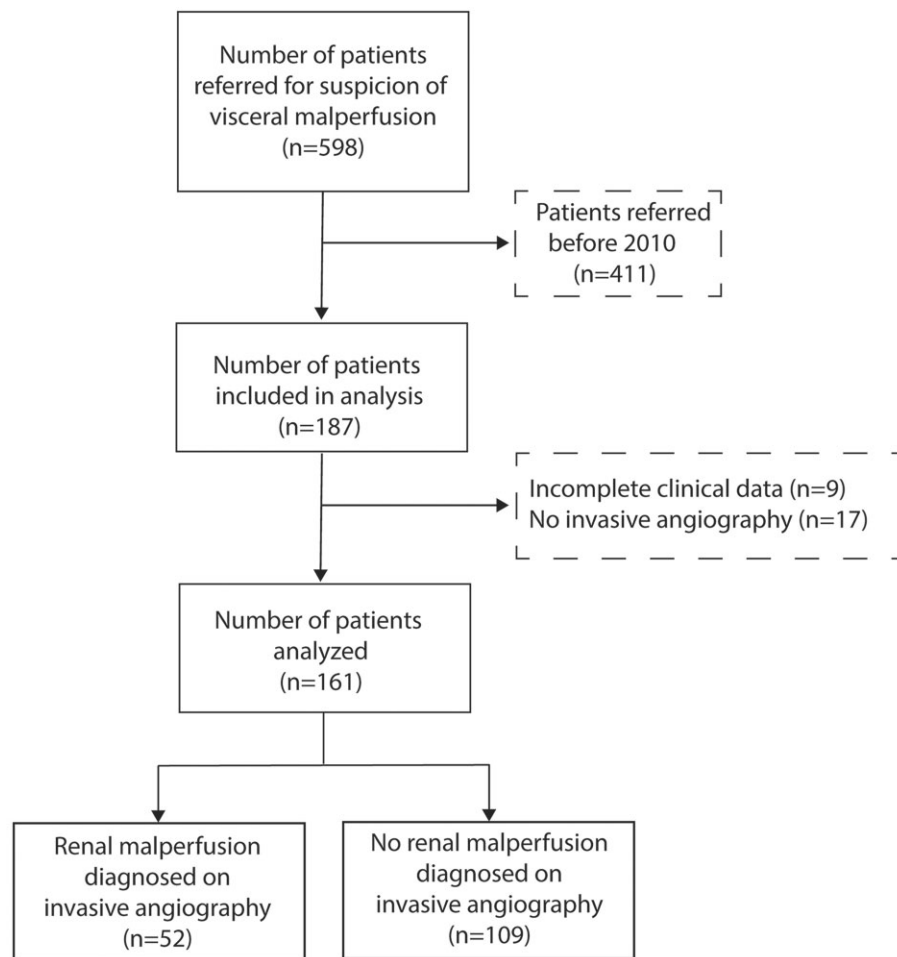 Number of patients
referred for suspicion of
visceral malperfusion
(n=598)
Patients referred
before 2010
(n=411)
Number of patients
included in analysis
(n=187)
Incomplete clinical data (n=9)
No invasive angiography (n=17)
Number of patients
analyzed
(n=161)
Renal malperfusion
diagnosed on
invasive angiography
(n=52)
No renal malperfusion
diagnosed on
invasive angiography
(n=109)